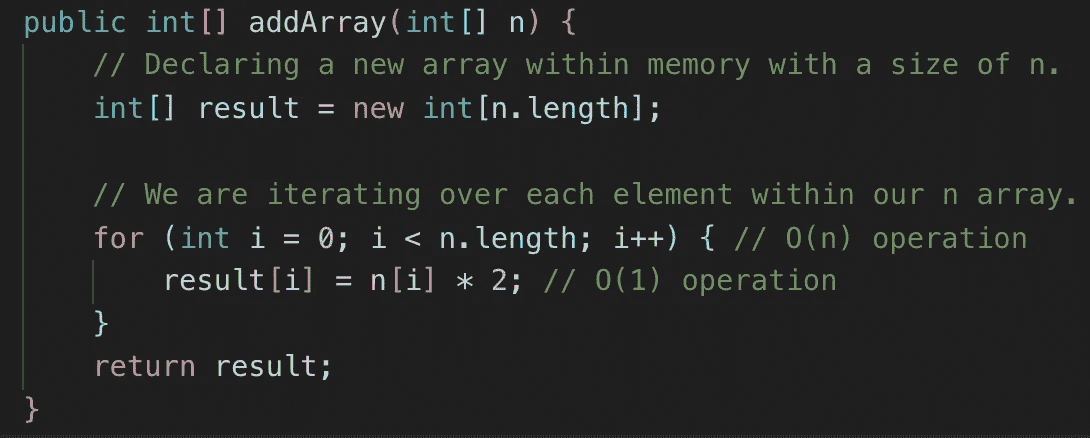 public int[] addArray(int[] n) {
    // Declaring a new array within memory with a size of n.
    int[] result = new int[n.length];

    // We are iterating over each element within our n array.
    for (int i = 0; i < n.length; i++) { // O(n) operation
        result[i] = n[i] * 2; // O(1) operation
    }
    return result;
}